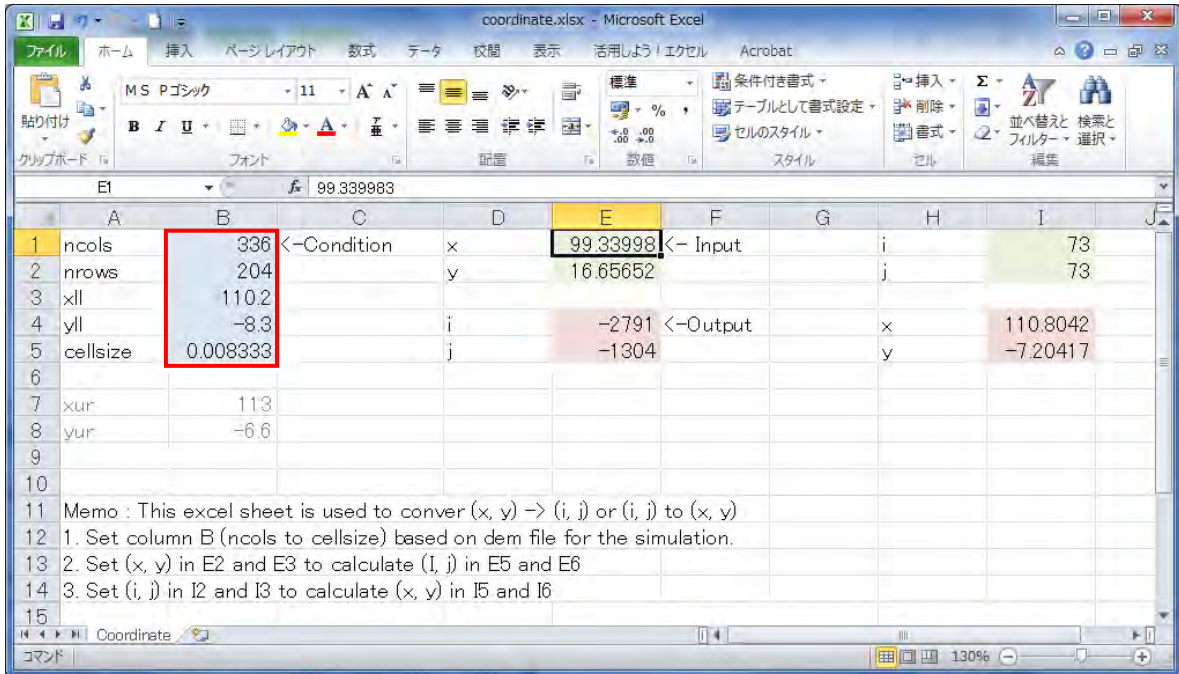 coordinate.xlsx - Microsoft Excel
ファイル ホーム 挿入 ページ レイアウト 数式 データ 校閲 表示 活用しよう！エクセル Acrobat
貼り付け
クリップボード
MS Pゴシック 11
B I U
フォント
配置
標準
数値
条件付き書式
テーブルとして書式設定
セルのスタイル
スタイル
挿入
削除
書式
セル
並べ替えと フィルター
検索と 選択
編集
E1 fx 99.339983
A B C D E F G H I J
1 ncols 336 <-Condition x 99.33998 <- Input i 73
2 nrows 204 y 16.65652 j 73
3 xll 110.2
4 yll -8.3 i -2791 <-Output x 110.8042
5 cellsize 0.008333 j -1304 y -7.20417
6
7 xur 113
8 yur -6.6
9
10
11 Memo : This excel sheet is used to conver (x, y) -> (i, j) or (i, j) to (x, y)
12 1. Set column B (ncols to cellsize) based on dem file for the simulation.
13 2. Set (x, y) in E2 and E3 to calculate (I, j) in E5 and E6
14 3. Set (i, j) in I2 and I3 to calculate (x, y) in I5 and I6
15
Coordinate
コマンド 130%